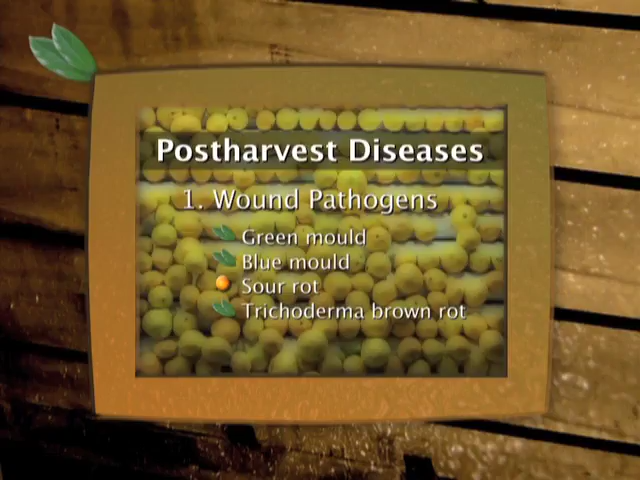 Postharvest Diseases
1. Wound Pathogens
Green mould
Blue mould
Sour rot
Trichoderma brown rot